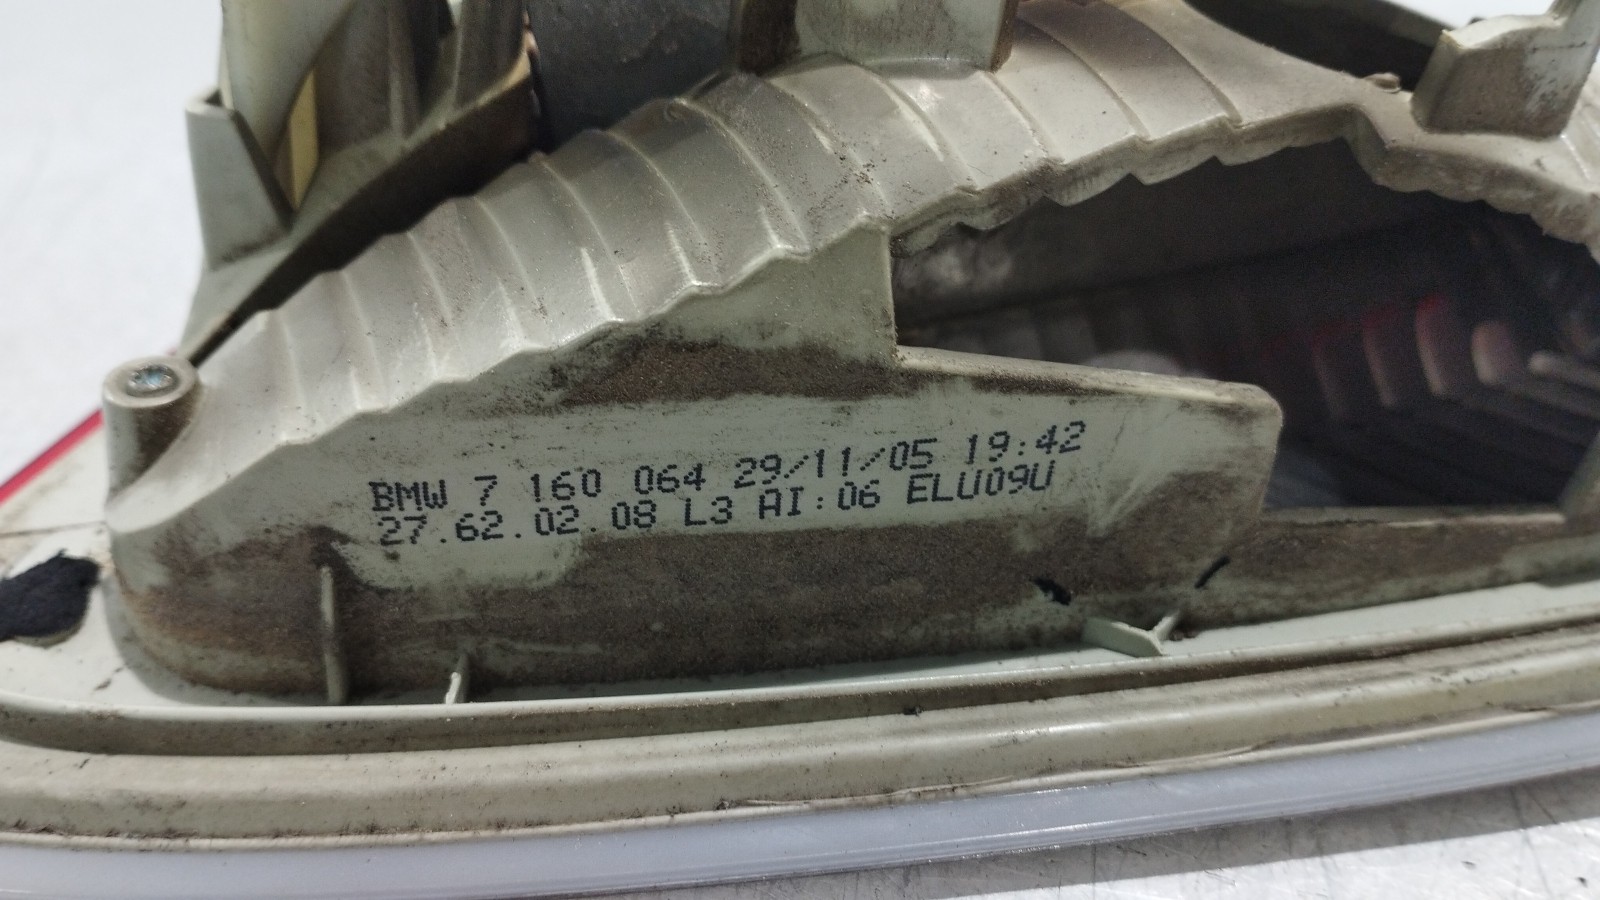 BMW 7 160 064 29/11/05 19:42
27.62.02.08 L3 AI:06 ELU09U